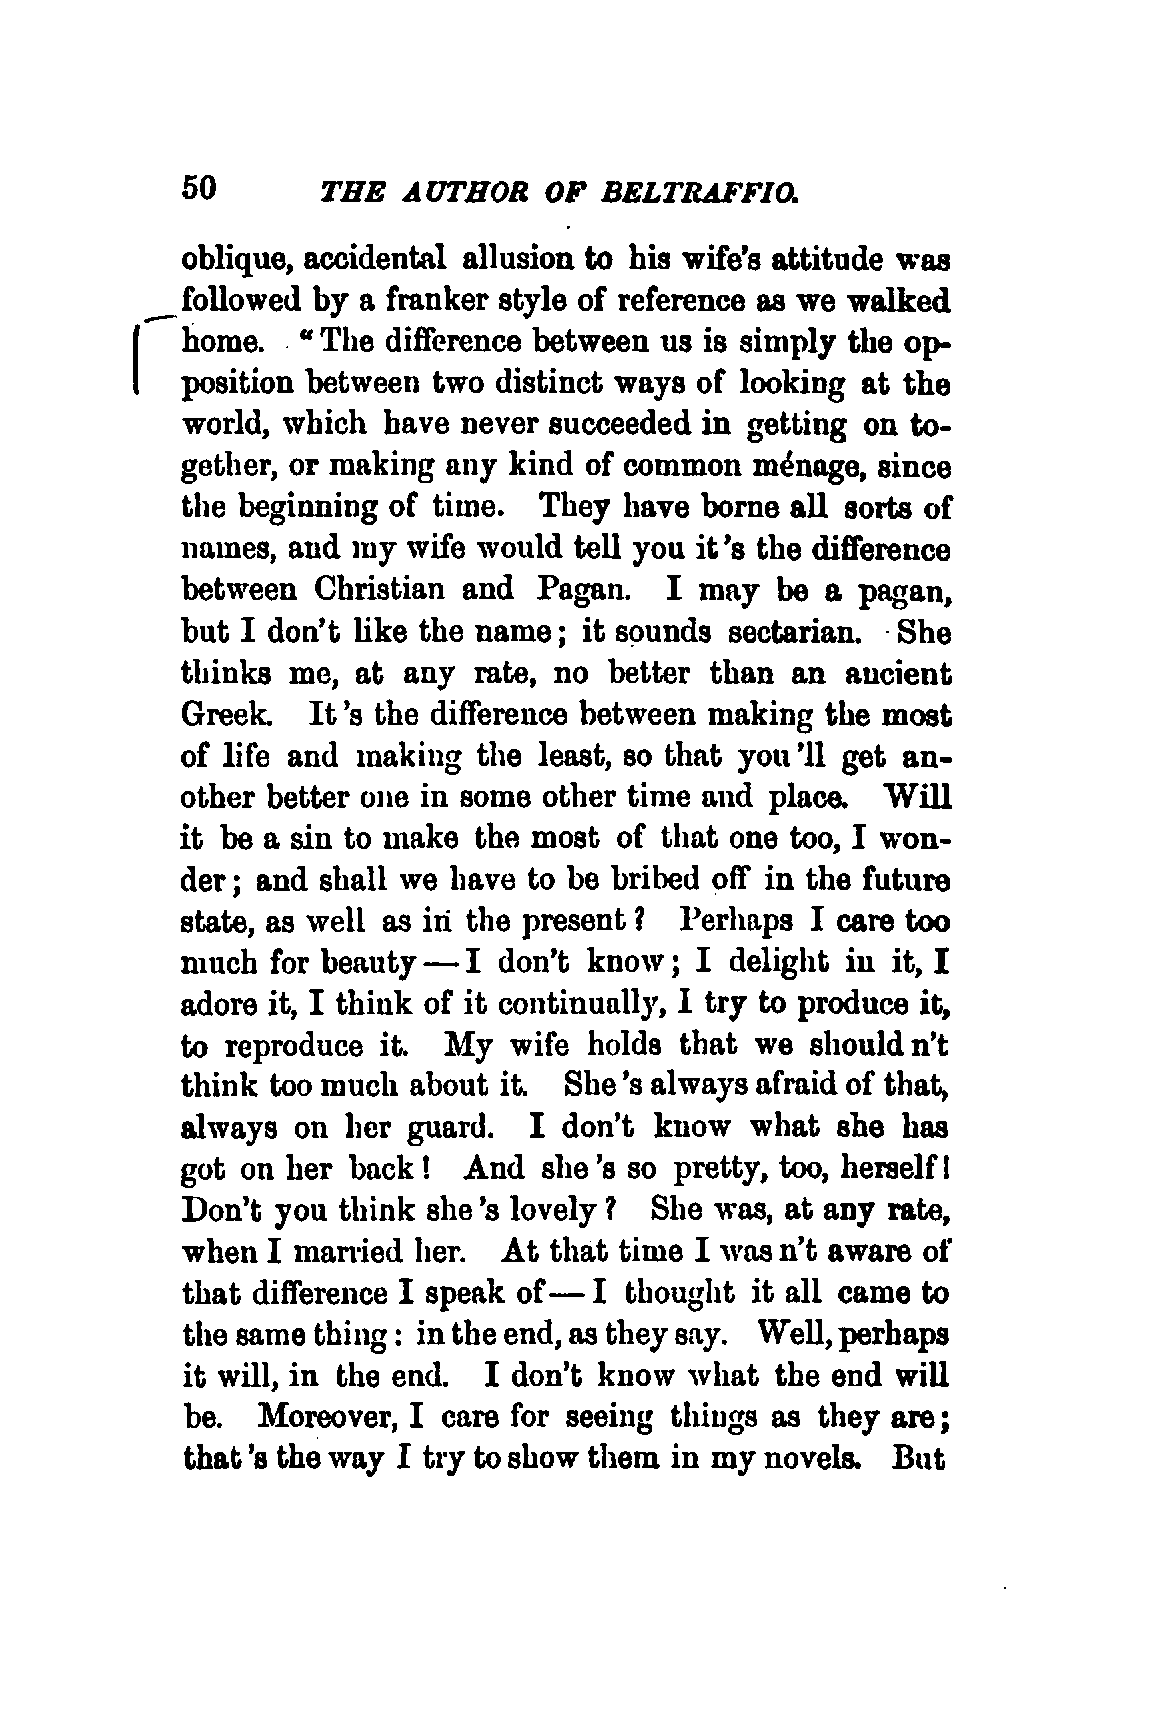 50 THE AUTHOR OF BELTRAFFIO.
oblique, accidental allusion to his wife's attitude was
followed by a franker style of reference as we walked
home. "The difference between us is simply the op-
position between two distinct ways of looking at the
world, which have never succeeded in getting on to-
gether, or making any kind of common ménage, since
the beginning of time. They have borne all sorts of
names, and my wife would tell you it's the difference
between Christian and Pagan. I may be a pagan,
but I don't like the name; it sounds sectarian. She
thinks me, at any rate, no better than an ancient
Greek. It's the difference between making the most
of life and making the least, so that you'll get an-
other better one in some other time and place. Will
it be a sin to make the most of that one too, I won-
der; and shall we have to be bribed off in the future
state, as well as in the present? Perhaps I care too
much for beauty—I don't know; I delight in it, I
adore it, I think of it continually, I try to produce it,
to reproduce it. My wife holds that we shouldn't
think too much about it. She's always afraid of that,
always on her guard. I don't know what she has
got on her back! And she's so pretty, too, herself!
Don't you think she's lovely? She was, at any rate,
when I married her. At that time I wasn't aware of
that difference I speak of—I thought it all came to
the same thing: in the end, as they say. Well, perhaps
it will, in the end. I don't know what the end will
be. Moreover, I care for seeing things as they are;
that's the way I try to show them in my novels. But